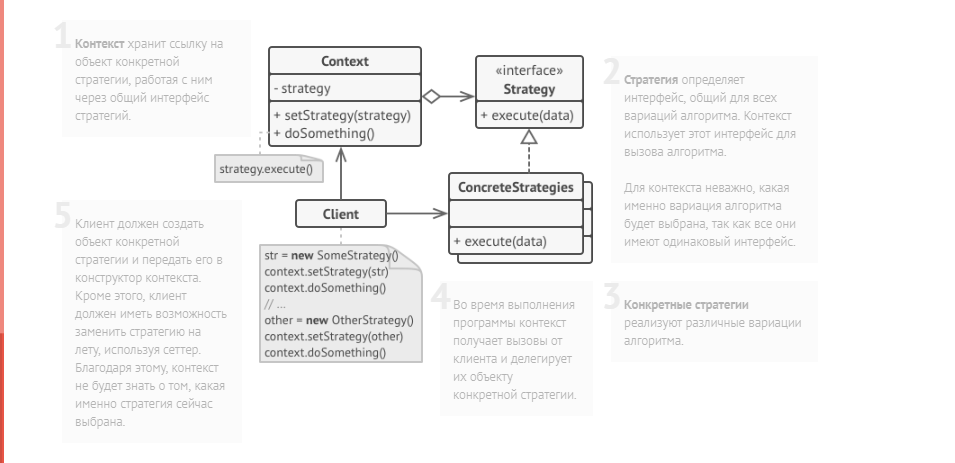 1
Контекст хранит ссылку на
объект конкретной
стратегии, работая с ним
через общий интерфейс
стратегий.
Context
- strategy
+ setStrategy(strategy)
+ doSomething()
strategy.execute()
«interface»
Strategy
+ execute(data)
2
Стратегия определяет
интерфейс, общий для всех
вариаций алгоритма. Контекст
использует этот интерфейс для
вызова алгоритма.
Для контекста неважно, какая
именно вариация алгоритма
будет выбрана, так как все они
имеют одинаковый интерфейс.
Client
ConcreteStrategies
+ execute(data)
5
Клиент должен создать
объект конкретной
стратегии и передать его в
конструктор контекста.
Кроме этого, клиент
должен иметь возможность
заменить стратегию на
лету, используя сеттер.
Благодаря этому, контекст
не будет знать о том, какая
именно стратегия сейчас
выбрана.
str = new SomeStrategy()
context.setStrategy(str)
context.doSomething()
// ...
other = new OtherStrategy()
context.setStrategy(other)
context.doSomething()
4
Во время выполнения
программы контекст
получает вызовы от
клиента и делегирует
их объекту
конкретной стратегии.
3
Конкретные стратегии
реализуют различные вариации
алгоритма.